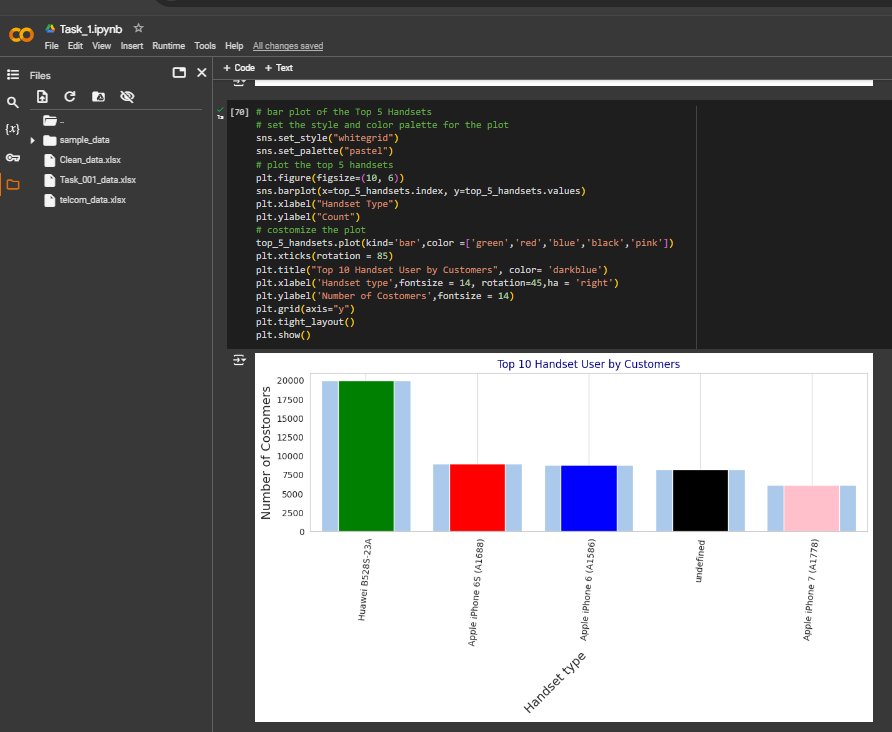 Task_1.ipynb
File Edit View Insert Runtime Tools Help All changes saved
Files
+ Code + Text
{x}
..
sample_data
Clean_data.xlsx
Task_001_data.xlsx
telcom_data.xlsx
[70] # bar plot of the Top 5 Handsets
# set the style and color palette for the plot
sns.set_style("whitegrid")
sns.set_palette("pastel")
# plot the top 5 handsets
plt.figure(figsize=(10, 6))
sns.barplot(x=top_5_handsets.index, y=top_5_handsets.values)
plt.xlabel("Handset Type")
plt.ylabel("Count")
# costomize the plot
top_5_handsets.plot(kind='bar',color =['green','red','blue','black','pink'])
plt.xticks(rotation = 85)
plt.title("Top 10 Handset User by Customers", color= 'darkblue')
plt.xlabel('Handset type',fontsize = 14, rotation=45,ha = 'right')
plt.ylabel('Number of Costomers',fontsize = 14)
plt.grid(axis="y")
plt.tight_layout()
plt.show()
Top 10 Handset User by Customers
Number of Costomers
20000
17500
15000
12500
10000
7500
5000
2500
0
Huawei B528S-23A
Apple iPhone 6S (A1688)
Apple iPhone 6 (A1586)
undefined
Apple iPhone 7 (A1778)
Handset type